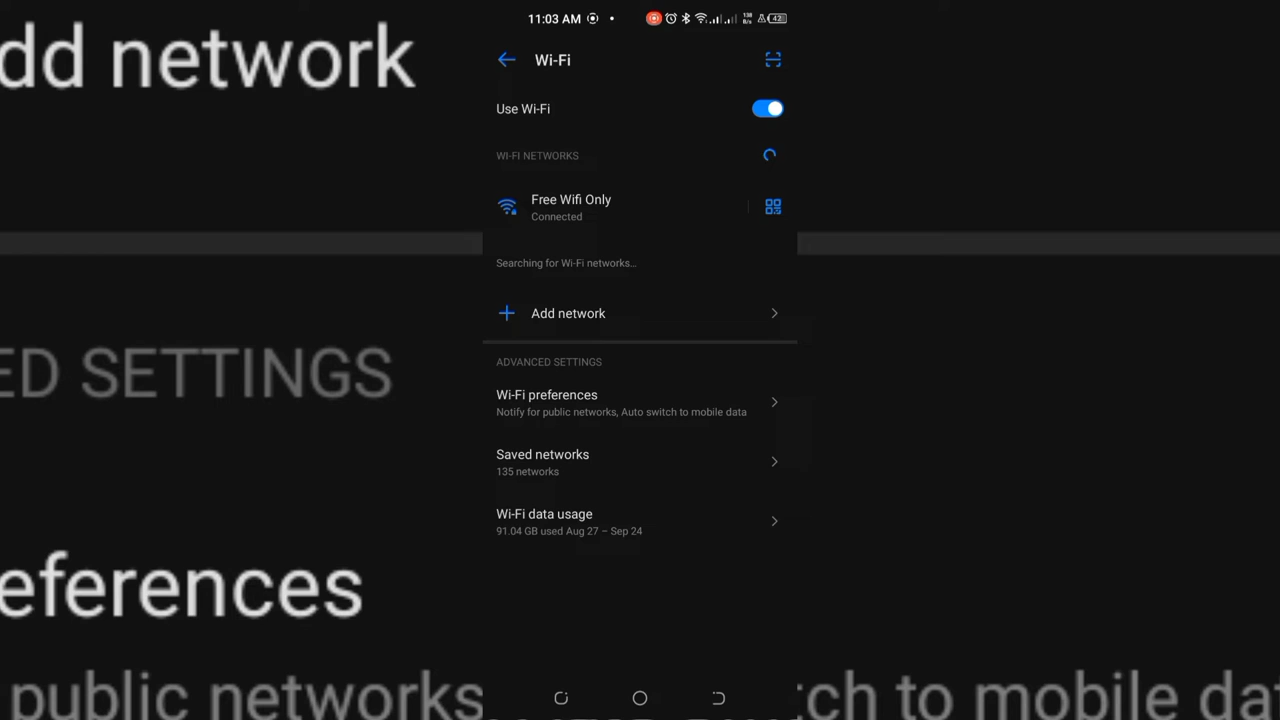 11:03 AM
138 B/s
42
Wi-Fi
Use Wi-Fi
WI-FI NETWORKS
Free Wifi Only
Connected
Searching for Wi-Fi networks...
Add network
ADVANCED SETTINGS
Wi-Fi preferences
Notify for public networks, Auto switch to mobile data
Saved networks
135 networks
Wi-Fi data usage
91.04 GB used Aug 27 – Sep 24
dd network
ED SETTINGS
eferences
public networks
tch to mobile dat